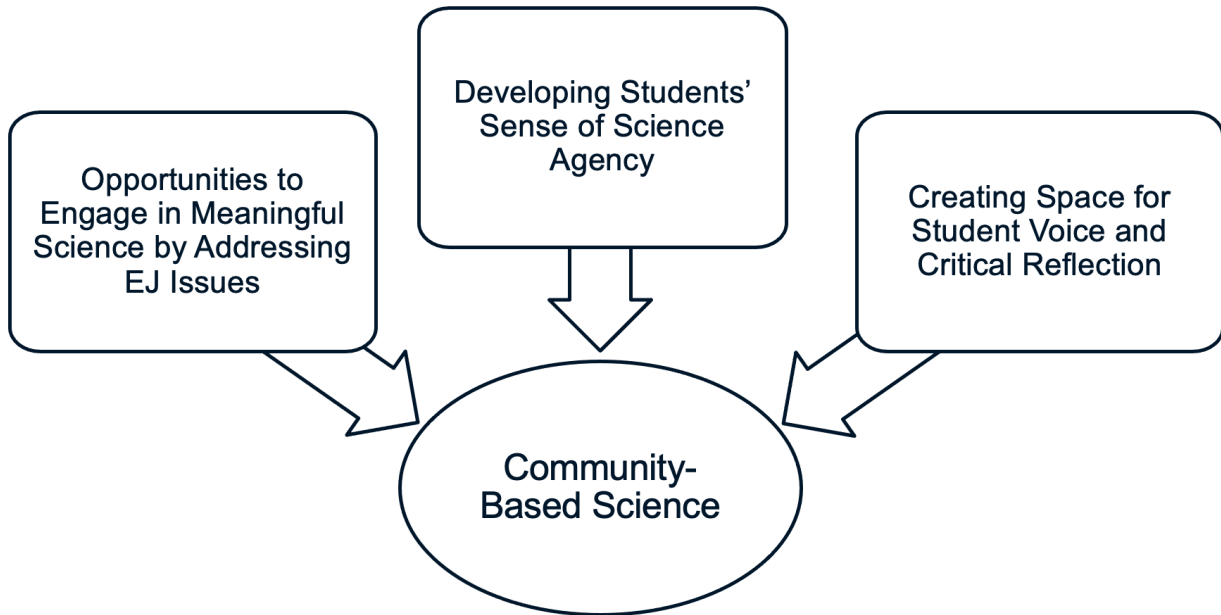 Opportunities to
Engage in Meaningful
Science by Addressing
EJ Issues
Developing Students’
Sense of Science
Agency
Creating Space for
Student Voice and
Critical Reflection
Community-
Based Science